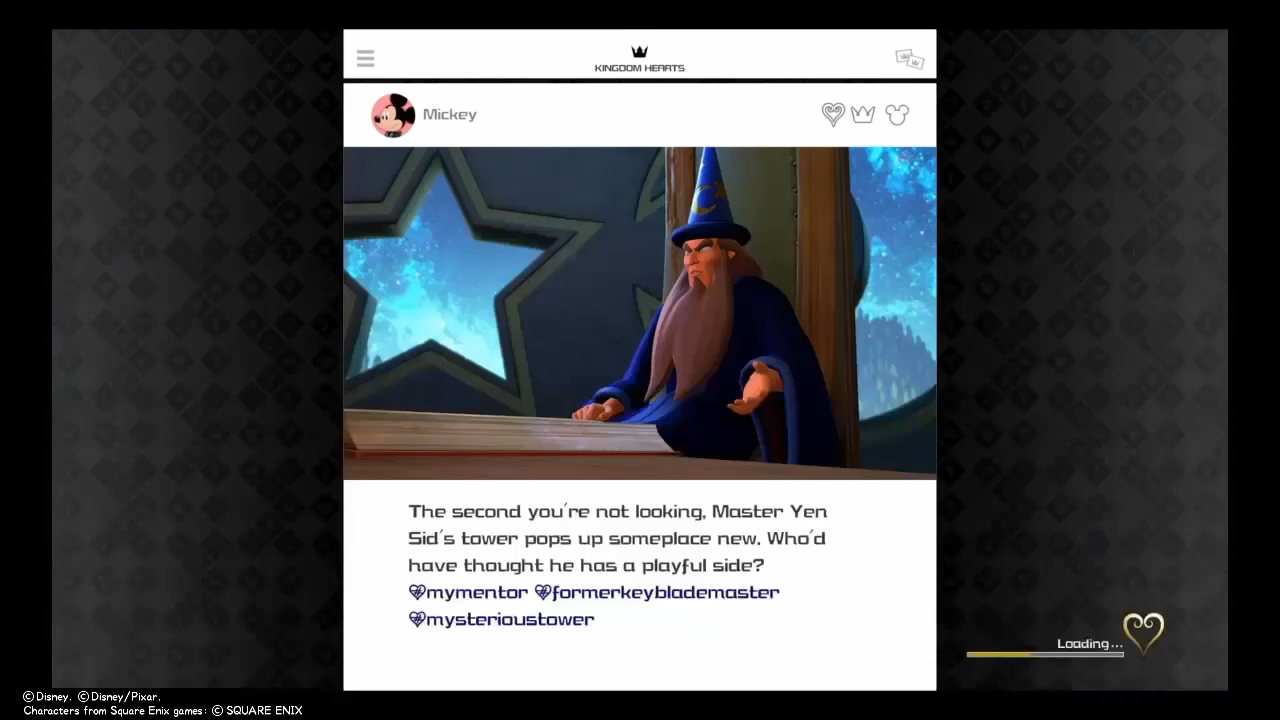 KINGDOM HEARTS
Mickey
The second you're not looking, Master Yen
Sid's tower pops up someplace new. Who'd
have thought he has a playful side?
mymentor formerkeyblademaster
mysterioustower
Loading...
©Disney. ©Disney/Pixar.
Characters from Square Enix games: © SQUARE ENIX